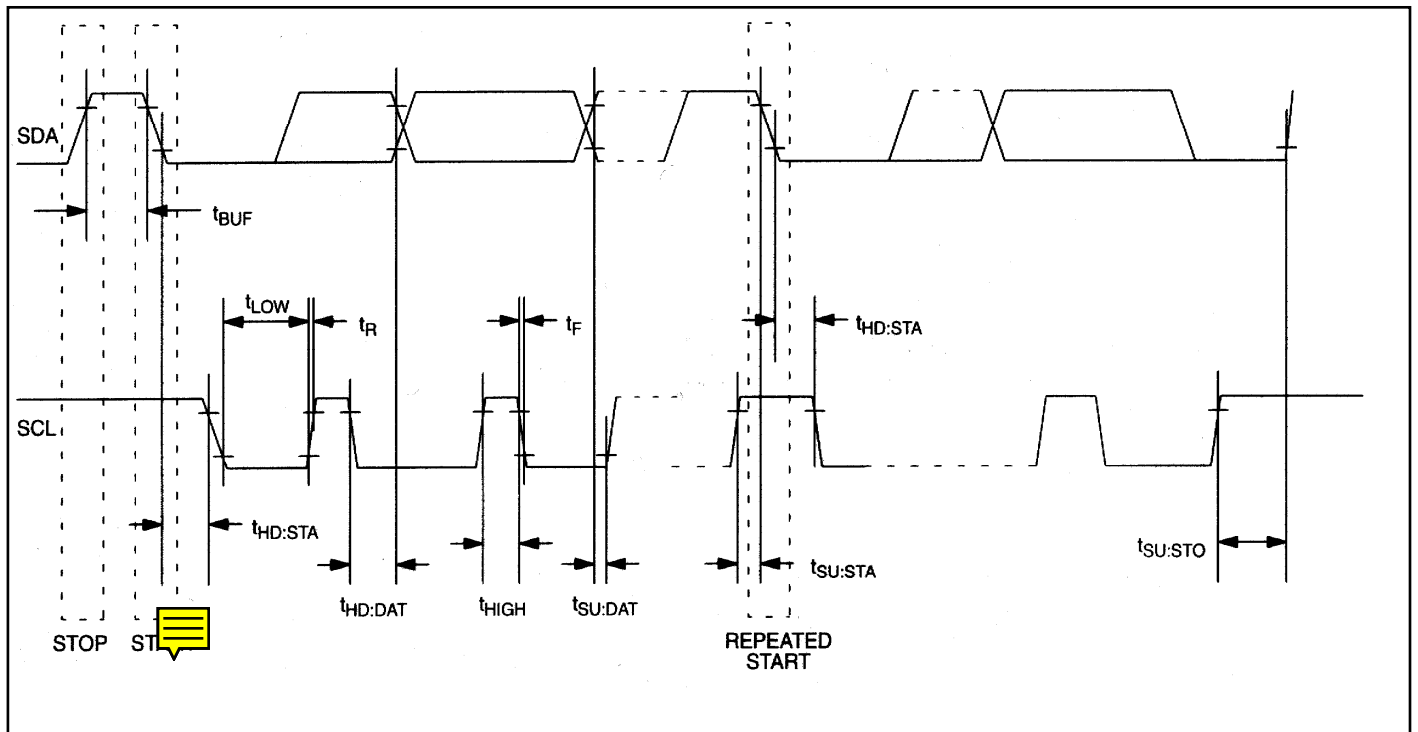 SDA
tBUF
tLOW
tR
tF
tHD:STA
SCL
tHD:STA
tSU:STA
tSU:STO
tHD:DAT
tHIGH
tSU:DAT
STOP
REPEATED
START